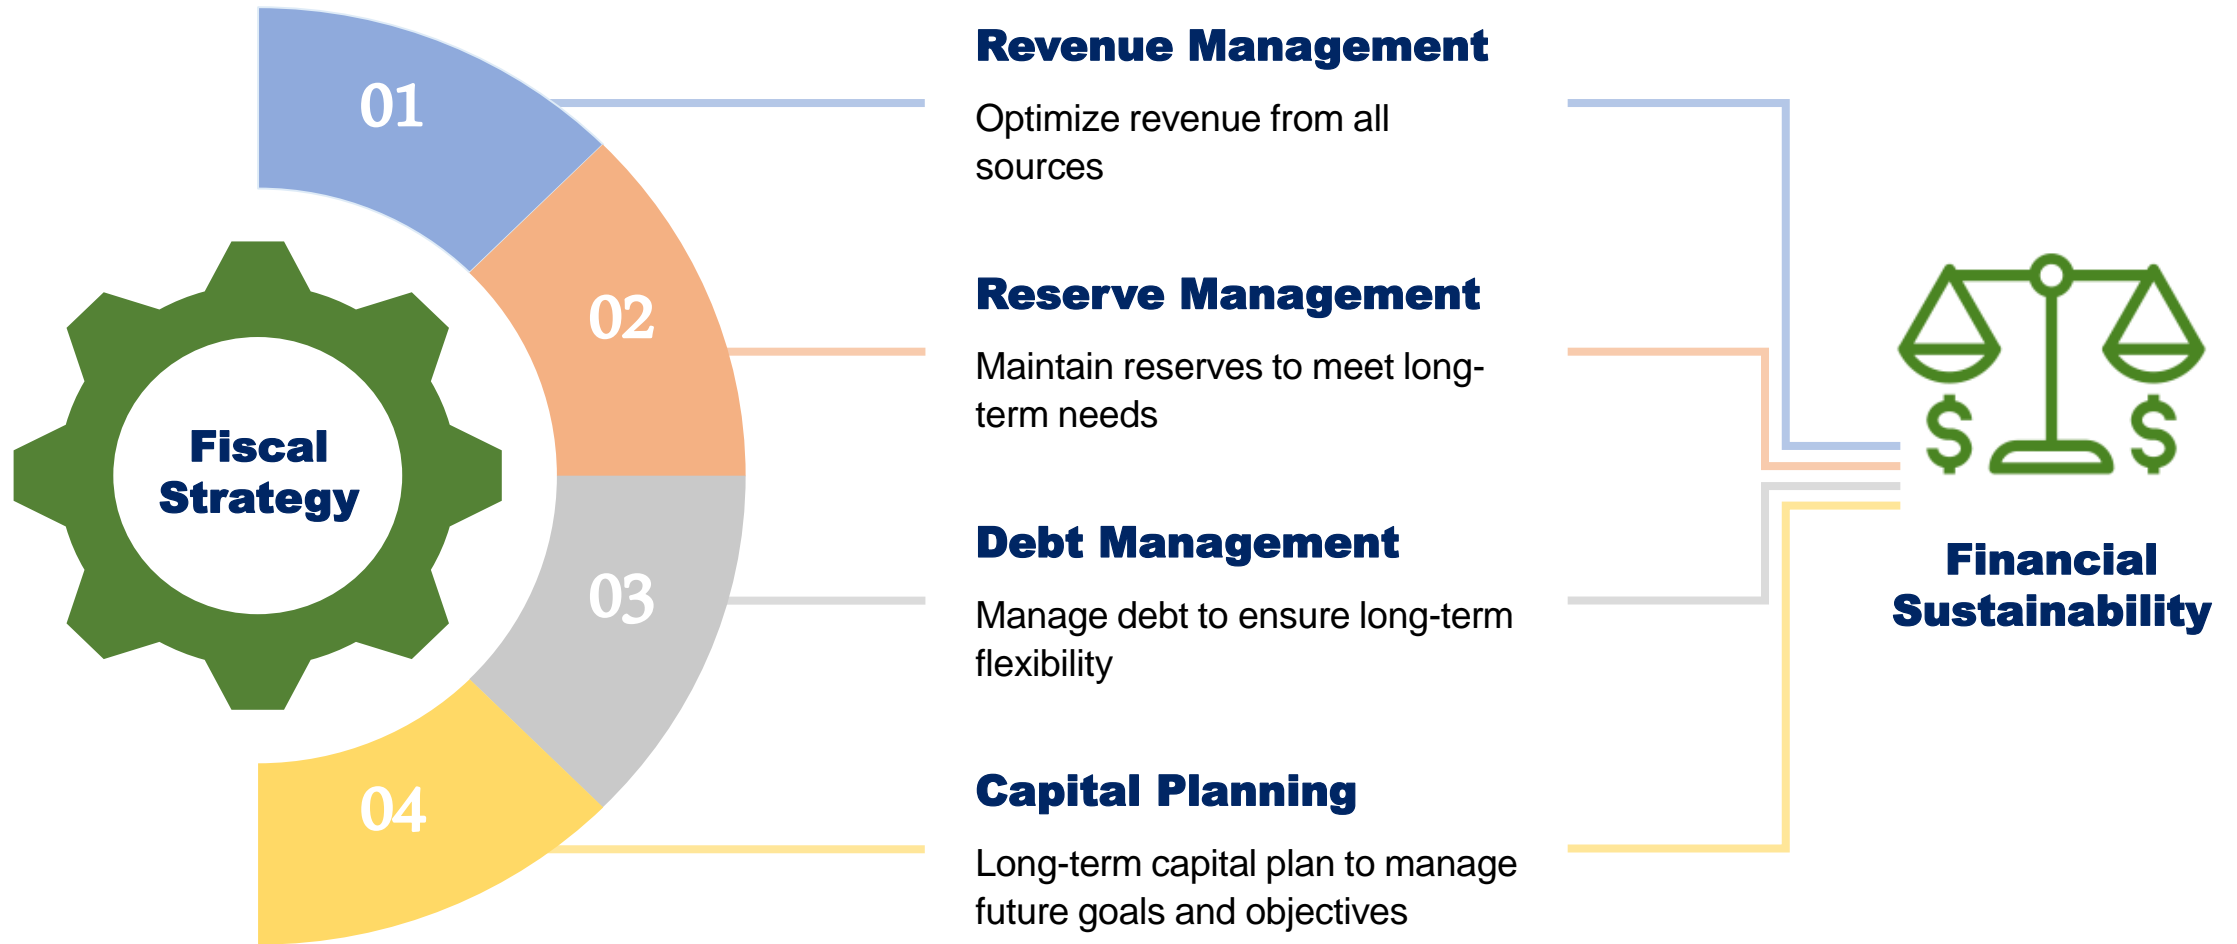 Fiscal
Strategy
01
Revenue Management
Optimize revenue from all
sources
02
Reserve Management
Maintain reserves to meet long-
term needs
03
Debt Management
Manage debt to ensure long-term
flexibility
04
Capital Planning
Long-term capital plan to manage
future goals and objectives
$ $
Financial
Sustainability